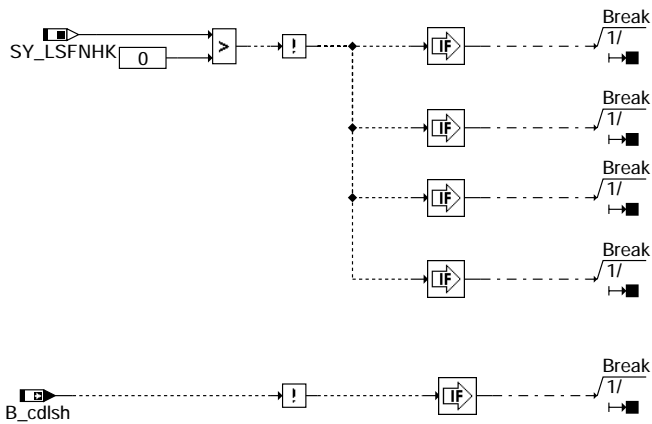 Break
1/
SY_LSFNHK
0
>
!
IF
Break
1/
IF
Break
1/
IF
Break
1/
IF
Break
1/
B_cdlsh
!
IF